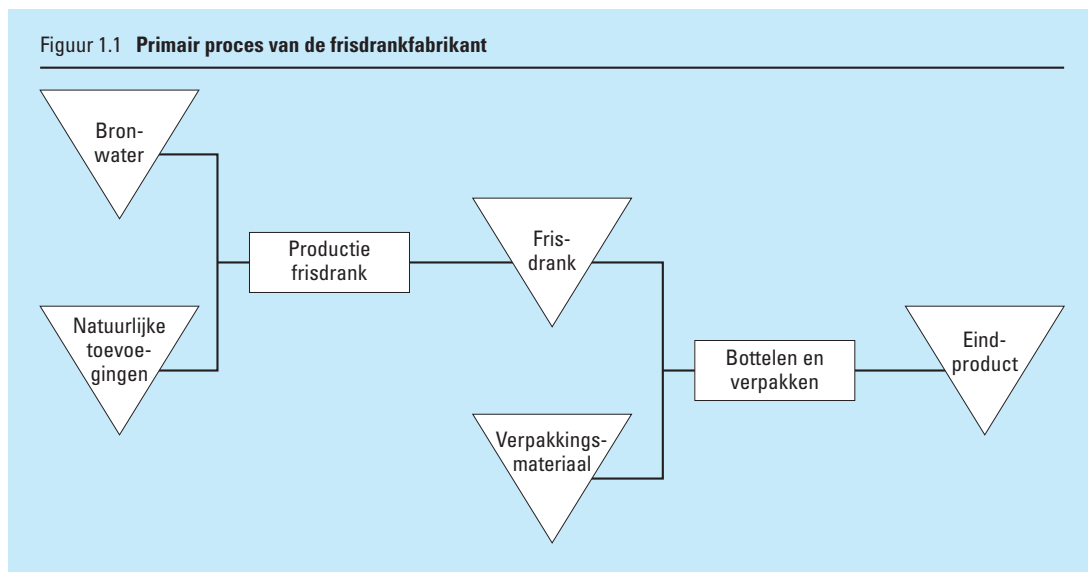 Figuur 1.1 Primair proces van de frisdrankfabrikant
Bron-
water
Natuurlijke
toevoe-
gingen
Productie
frisdrank
Fris-
drank
Verpakkings-
materiaal
Bottelen en
verpakken
Eind-
product